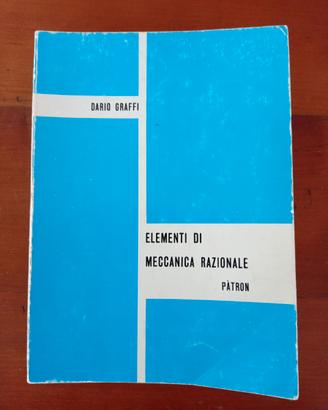 DARIO GRAFFI
ELEMENTI DI
MECCANICA RAZIONALE
PÀTRON